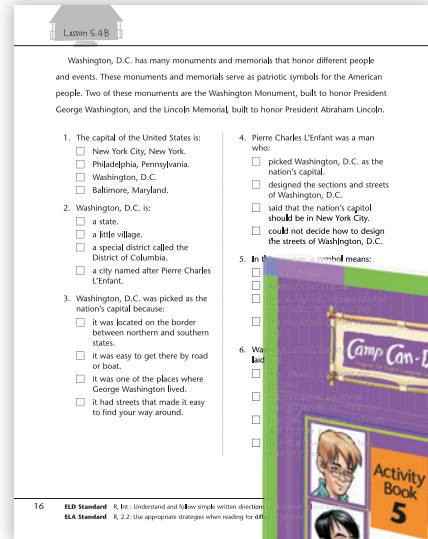 Lesson 5.4B
Washington, D.C. has many monuments and memorials that honor different people
and events. These monuments and memorials serve as patriotic symbols for the American
people. Two of these monuments are the Washington Monument, built to honor President
George Washington, and the Lincoln Memorial, built to honor President Abraham Lincoln.
1. The capital of the United States is:
New York City, New York.
Philadelphia, Pennsylvania.
Washington, D.C.
Baltimore, Maryland.
2. Washington, D.C. is:
a state.
a little village.
a special district called the
District of Columbia.
a city named after Pierre Charles
L'Enfant.
3. Washington, D.C. was picked as the
nation's capital because:
it was located on the border
between northern and southern
states.
it was easy to get there by road
or boat.
it was one of the places where
George Washington lived.
it had streets that made it easy
to find your way around.
4. Pierre Charles L'Enfant was a man
who:
picked Washington, D.C. as the
nation's capital.
designed the sections and streets
of Washington, D.C.
said that the nation's capitol
should be in New York City.
could not decide how to design
the streets of Washington, D.C.
5. In symbol means:
6.
laid
16
ELD Standard R, Int.: Understand and follow simple written direction
ELA Standard R, 2.2: Use appropriate strategies when reading for
Camp Can-D
Activity
Book
5